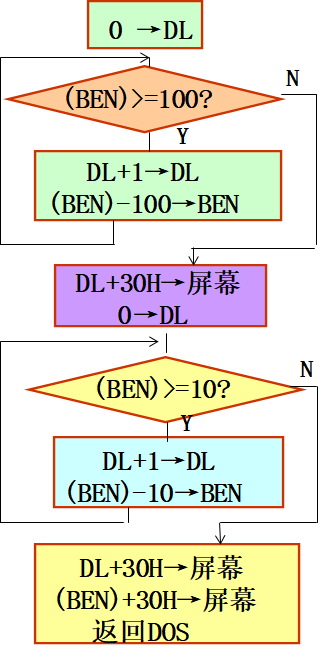 0 →DL
(BEN)>=100?
N
Y
DL+1→DL
(BEN)-100→BEN
DL+30H→屏幕
0→DL
(BEN)>=10?
N
Y
DL+1→DL
(BEN)-10→BEN
DL+30H→屏幕
(BEN)+30H→屏幕
返回DOS